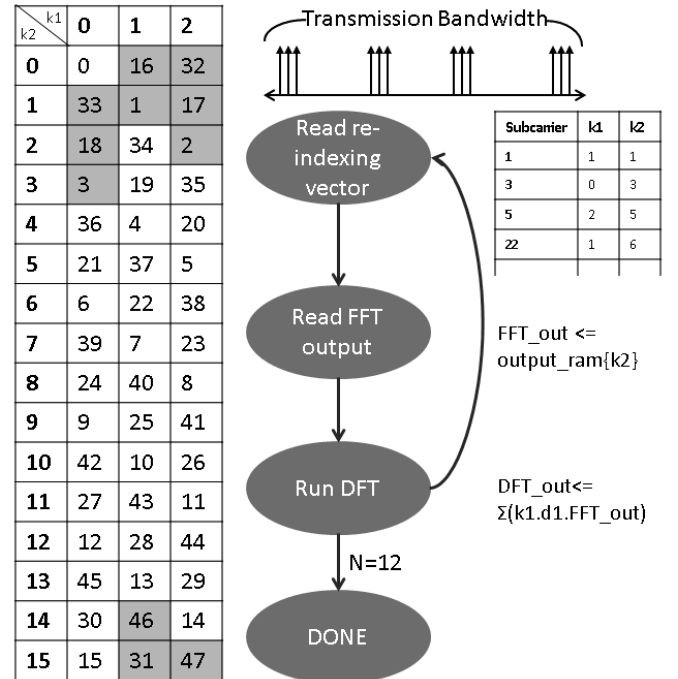 k1
k2 0 1 2
0 0 16 32
1 33 1 17
2 18 34 2
3 3 19 35
4 36 4 20
5 21 37 5
6 6 22 38
7 39 7 23
8 24 40 8
9 9 25 41
10 42 10 26
11 27 43 11
12 12 28 44
13 45 13 29
14 30 46 14
15 15 31 47
Transmission Bandwidth
Read re-
indexing
vector
Read FFT
output
Run DFT
N=12
DONE
Subcarrier k1 k2
1 1 1
3 0 3
5 2 5
22 1 6
FFT_out <=
output_ram{k2}
DFT_out<=
Σ(k1.d1.FFT_out)